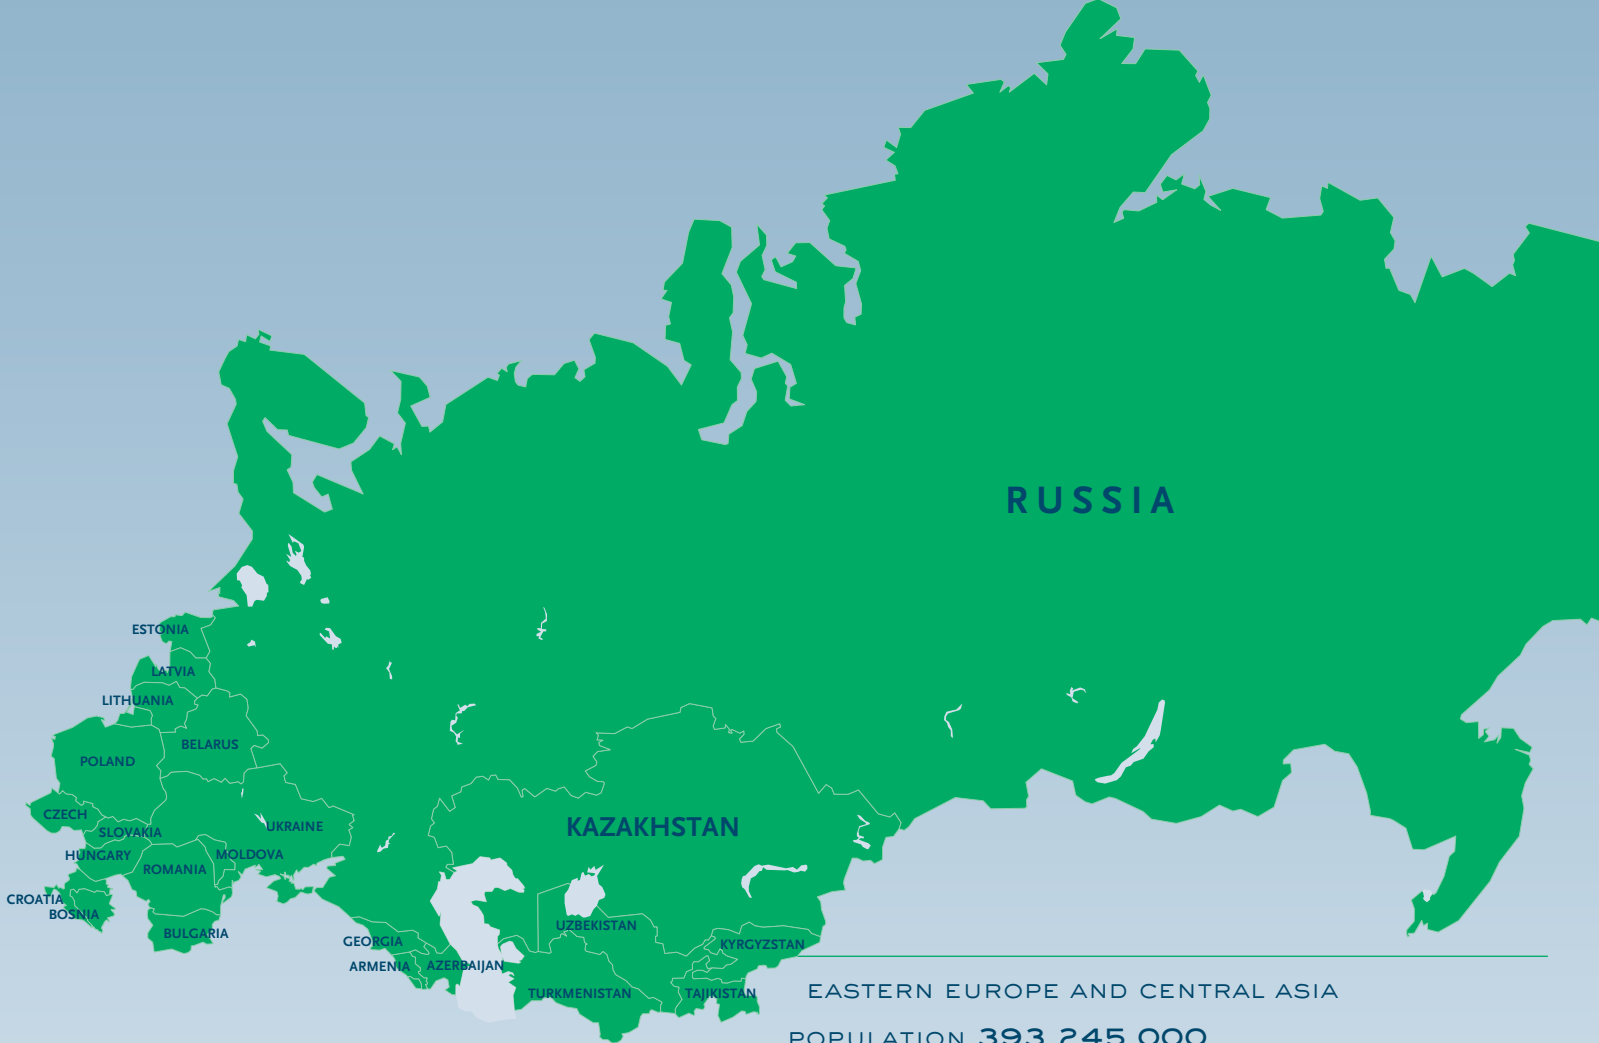 RUSSIA
ESTONIA
LATVIA
LITHUANIA
BELARUS
POLAND
CZECH
SLOVAKIA
UKRAINE
KAZAKHSTAN
HUNGARY
MOLDOVA
ROMANIA
CROATIA
BOSNIA
BULGARIA
UZBEKISTAN
GEORGIA
KYRGYZSTAN
ARMENIA
AZERBAIJAN
TURKMENISTAN
TAJIKISTAN
EASTERN EUROPE AND CENTRAL ASIA
POPULATION 393 245 000